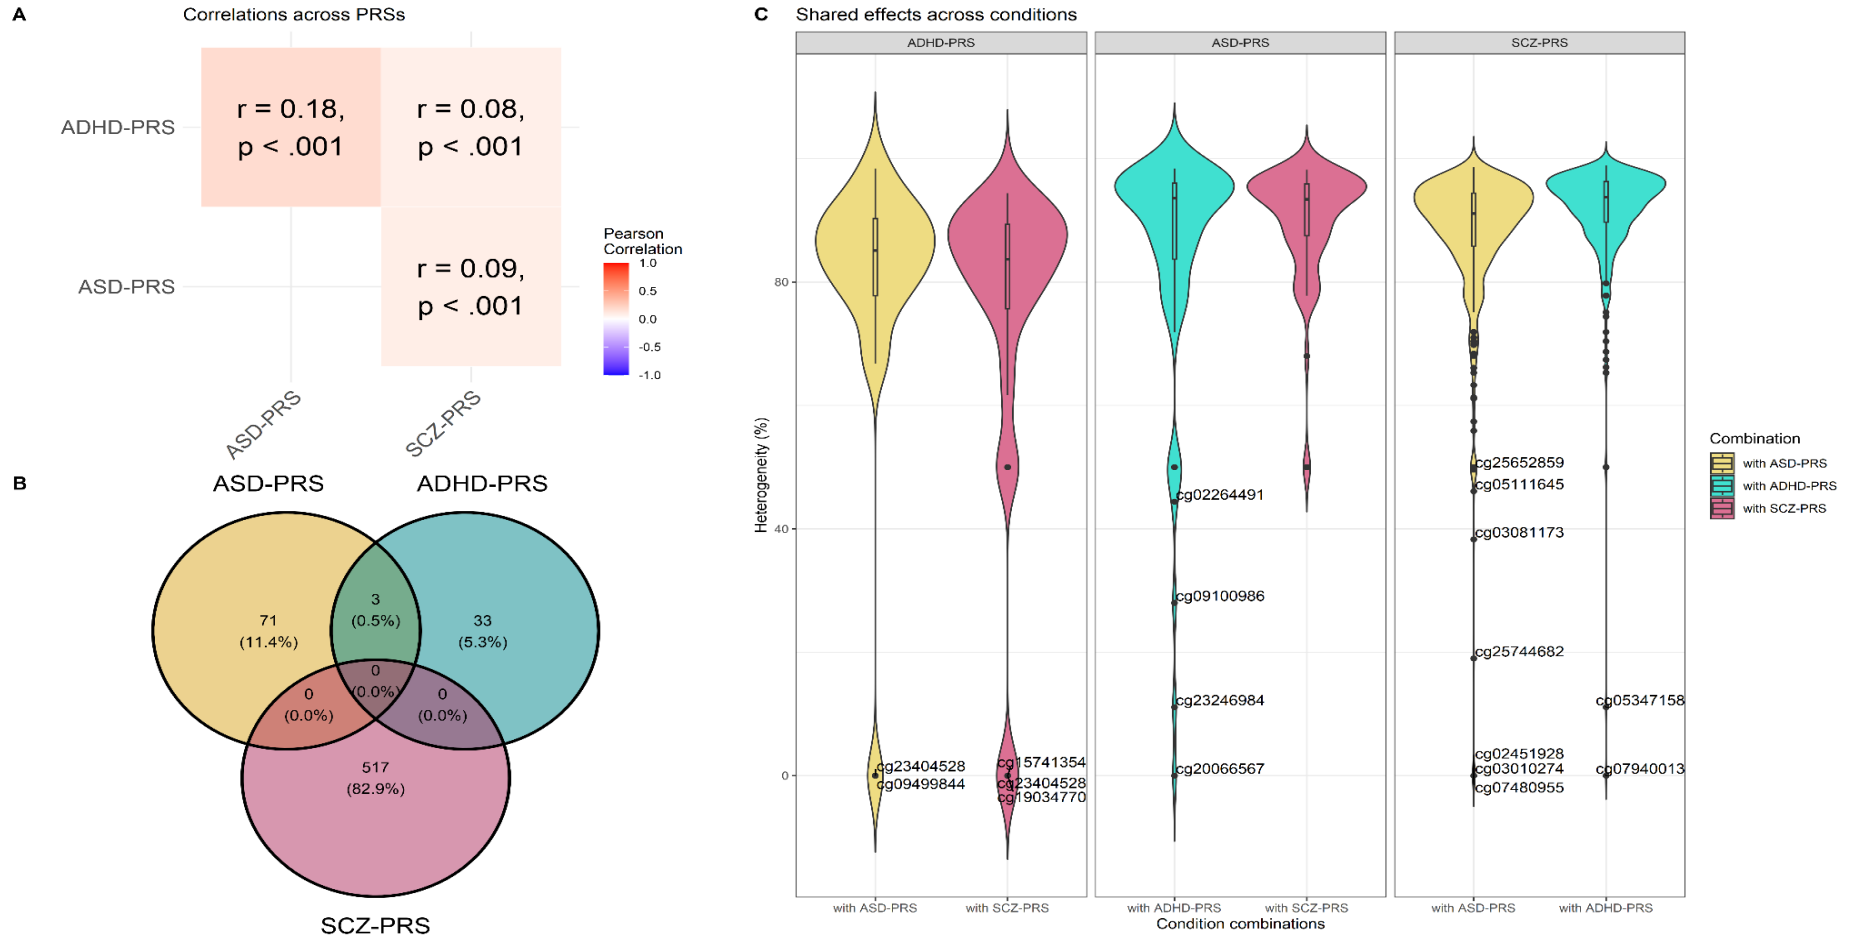 A
Correlations across PRSs
r = 0.18,
p < .001
r = 0.08,
p < .001
ADHD-PRS
r = 0.09,
p < .001
ASD-PRS
ASD-PRS
SCZ-PRS
Pearson
Correlation
1.0
0.5
0.0
-0.5
-1.0
B
ASD-PRS
ADHD-PRS
71
(11.4%)
3
(0.5%)
33
(5.3%)
0
(0.0%)
0
(0.0%)
0
(0.0%)
517
(82.9%)
SCZ-PRS
C
Shared effects across conditions
ADHD-PRS
ASD-PRS
SCZ-PRS
Heterogeneity (%)
80
40
0
cg23404528
cg09499844
cg15741354
cg23404528
cg19034770
cg02264491
cg09100986
cg23246984
cg20066567
cg25652859
cg05111645
cg03081173
cg25744682
cg02451928
cg03010274
cg07480955
cg05347158
cg07940013
with ASD-PRS
with SCZ-PRS
with ADHD-PRS
with SCZ-PRS
with ASD-PRS
with ADHD-PRS
Condition combinations
Combination
with ASD-PRS
with ADHD-PRS
with SCZ-PRS